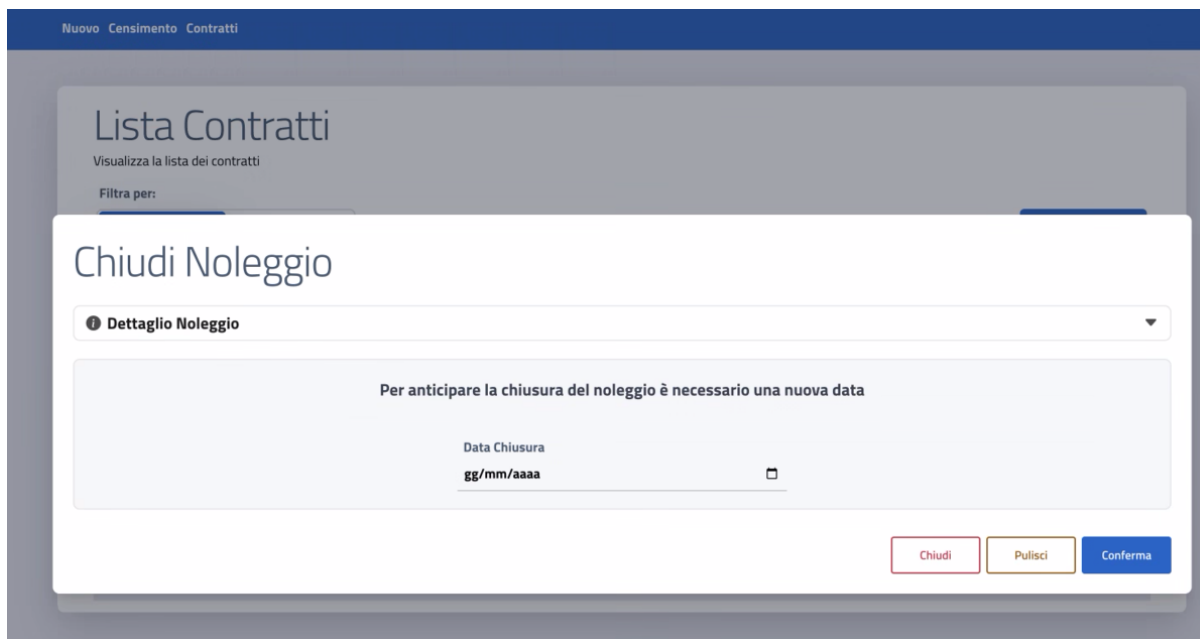 Nuovo Censimento Contratti
Lista Contratti
Visualizza la lista dei contratti
Filtra per:
Chiudi Noleggio
Dettaglio Noleggio
Per anticipare la chiusura del noleggio è necessario una nuova data
Data Chiusura
gg/mm/aaaa
Chiudi Pulisci Conferma